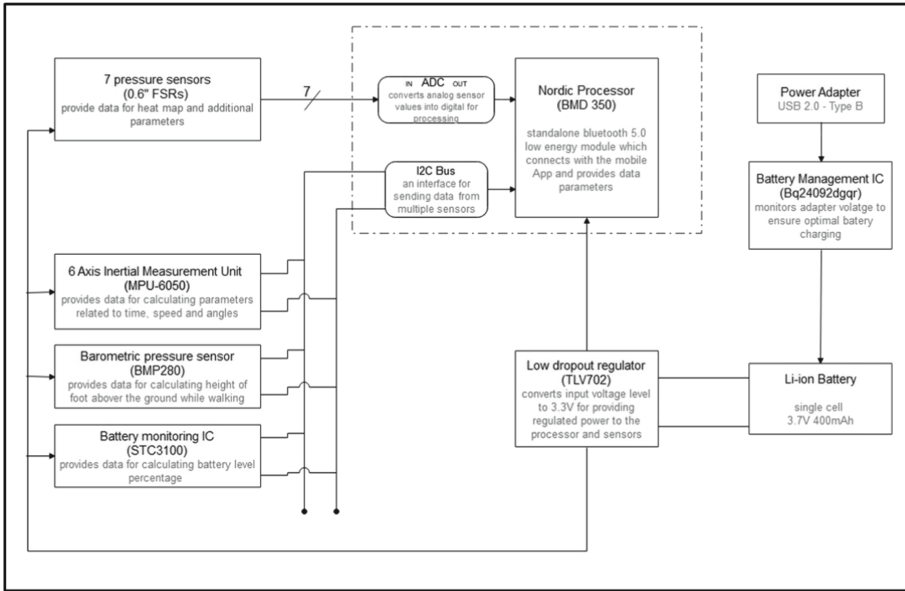 7 pressure sensors
(0.6" FSRs)
provide data for heat map and additional
parameters
7
IN ADC OUT
converts analog sensor
values into digital for
processing
I2C Bus
an interface for
sending data from
multiple sensors
Nordic Processor
(BMD 350)
standalone bluetooth 5.0
low energy module which
connects with the mobile
App and provides data
parameters
Power Adapter
USB 2.0 - Type B
Battery Management IC
(Bq24092dgqr)
monitors adapter volatge to
ensure optimal batery
charging
6 Axis Inertial Measurement Unit
(MPU-6050)
provides data for calculating parameters
related to time, speed and angles
Barometric pressure sensor
(BMP280)
provides data for calculating height of
foot abover the ground while walking
Battery monitoring IC
(STC3100)
provides data for calculating battery level
percentage
Low dropout regulator
(TLV702)
converts input voltage level
to 3.3V for providing
regulated power to the
processor and sensors
Li-ion Battery
single cell
3.7V 400mAh